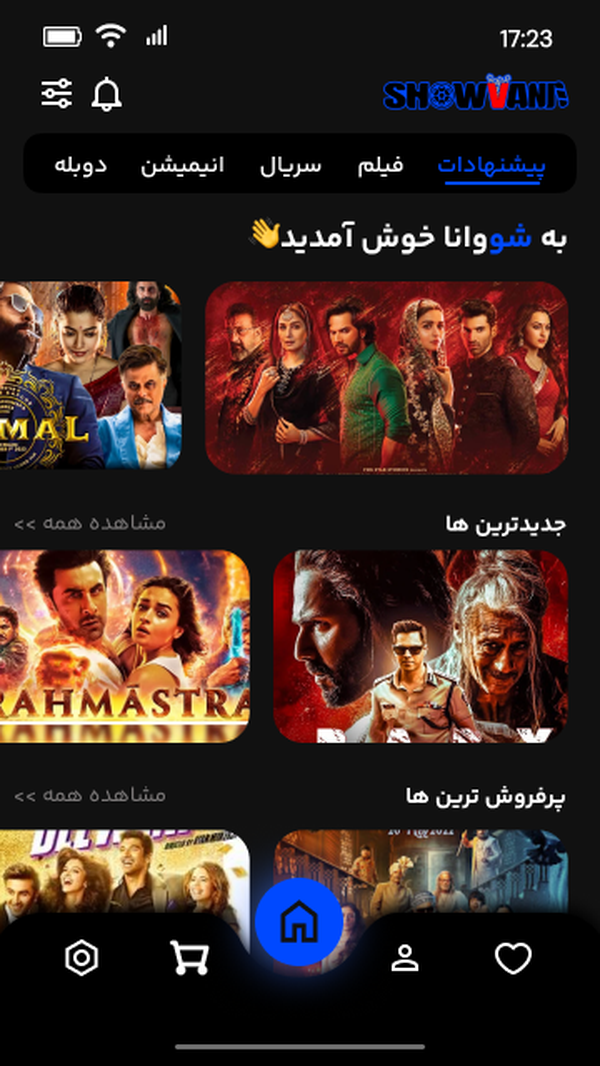 17:23
SHOWVANA
پیشنهادات فیلم سریال انیمیشن دوبله
به شووانا خوش آمدید👋
MAL
جدیدترین ها مشاهده همه >>
RAHMĀSTRA
پرفروش ترین ها مشاهده همه >>